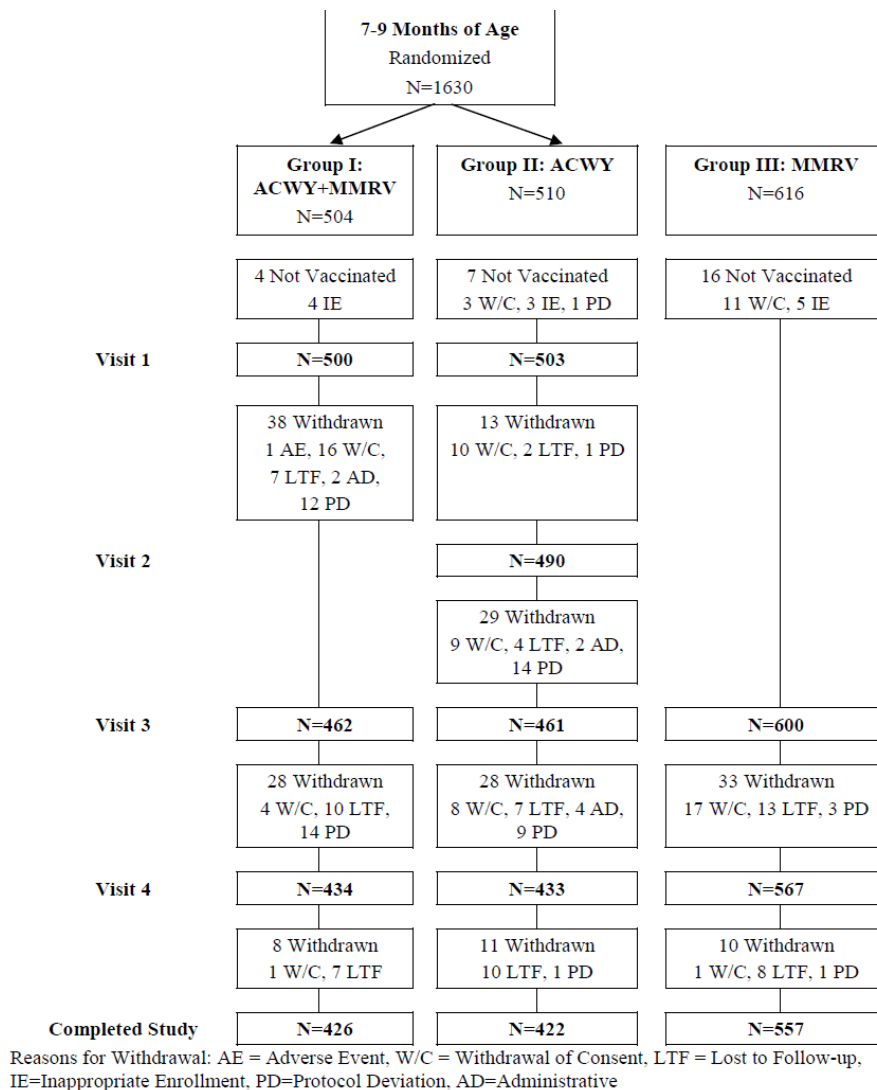 7-9 Months of Age
Randomized
N=1630
Group I:
ACWY+MMRV
N=504
Group II: ACWY
N=510
Group III: MMRV
N=616
4 Not Vaccinated
4 IE
7 Not Vaccinated
3 W/C, 3 IE, 1 PD
16 Not Vaccinated
11 W/C, 5 IE
Visit 1
N=500
N=503
38 Withdrawn
1 AE, 16 W/C,
7 LTF, 2 AD,
12 PD
13 Withdrawn
10 W/C, 2 LTF, 1 PD
Visit 2
N=490
29 Withdrawn
9 W/C, 4 LTF, 2 AD,
14 PD
Visit 3
N=462
N=461
N=600
28 Withdrawn
4 W/C, 10 LTF,
14 PD
28 Withdrawn
8 W/C, 7 LTF, 4 AD,
9 PD
33 Withdrawn
17 W/C, 13 LTF, 3 PD
Visit 4
N=434
N=433
N=567
8 Withdrawn
1 W/C, 7 LTF
11 Withdrawn
10 LTF, 1 PD
10 Withdrawn
1 W/C, 8 LTF, 1 PD
Completed Study
N=426
N=422
N=557
Reasons for Withdrawal: AE = Adverse Event, W/C = Withdrawal of Consent, LTF = Lost to Follow-up,
IE=Inappropriate Enrollment, PD=Protocol Deviation, AD=Administrative